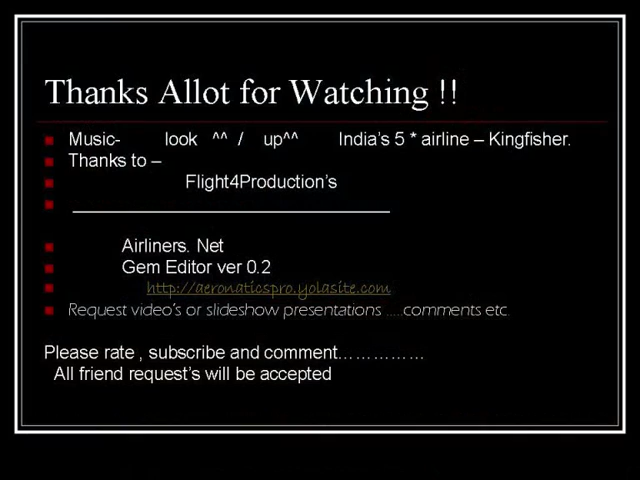 Thanks Allot for Watching !!
Music- look ^^ / up^^ India's 5 * airline – Kingfisher.
Thanks to –
Flight4Production's
Airliners. Net
Gem Editor ver 0.2
http://aeronaticspro.yolasite.com
Request video's or slideshow presentations .....comments etc.
Please rate , subscribe and comment……………
All friend request's will be accepted